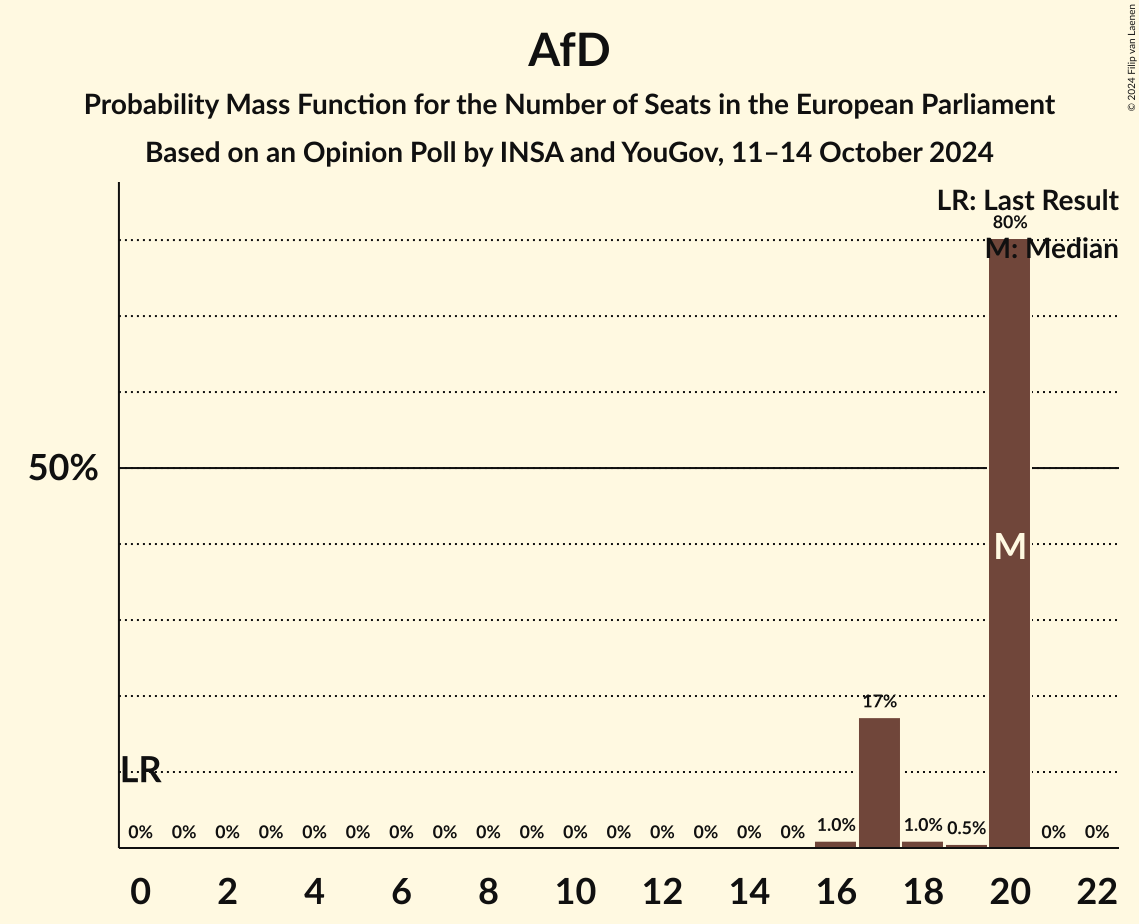 AfD
Probability Mass Function for the Number of Seats in the European Parliament
Based on an Opinion Poll by INSA and YouGov, 11–14 October 2024
© 2024 Filip van Laenen
LR: Last Result
80%
M: Median
50%
M
17%
LR
0% 0% 0% 0% 0% 0% 0% 0% 0% 0% 0% 0% 0% 0% 0% 0% 1.0% 1.0% 0.5% 0% 0%
0 2 4 6 8 10 12 14 16 18 20 22